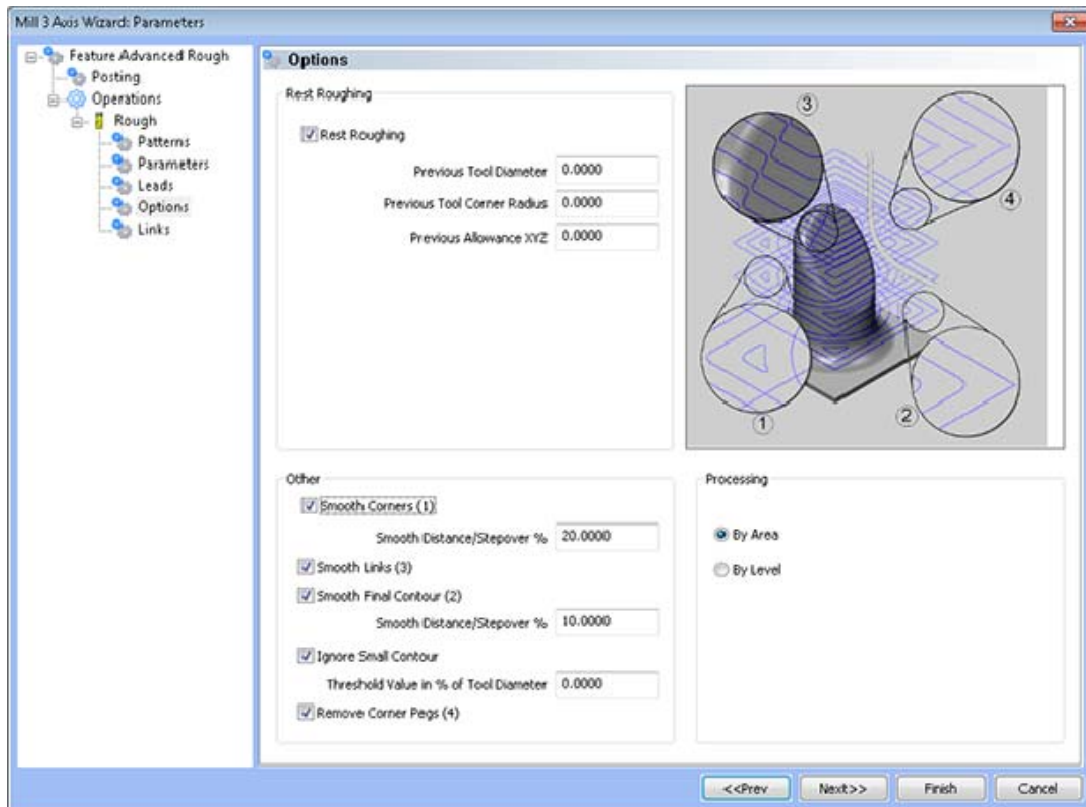 Mill 3 Axis Wizard: Parameters
Feature Advanced Rough
Posting
Operations
Rough
Patterns
Parameters
Leads
Options
Links
Options
Rest Roughing
Rest Roughing
Previous Tool Diameter 0.0000
Previous Tool Corner Radius 0.0000
Previous Allowance XYZ 0.0000
3
4
1
2
Other
Smooth Corners (1)
Smooth Distance/Stepover % 20.0000
Smooth Links (3)
Smooth Final Contour (2)
Smooth Distance/Stepover % 10.0000
Ignore Small Contour
Threshold Value in % of Tool Diameter 0.0000
Remove Corner Pegs (4)
Processing
By Area
By Level
<<Prev
Next>>
Finish
Cancel